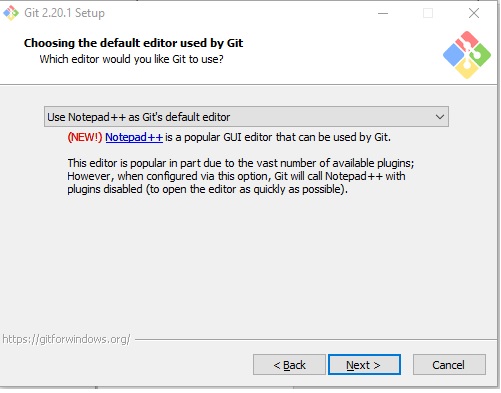 Git 2.20.1 Setup
Choosing the default editor used by Git
Which editor would you like Git to use?
Use Notepad++ as Git's default editor
(NEW!) Notepad++ is a popular GUI editor that can be used by Git.
This editor is popular in part due to the vast number of available plugins;
However, when configured via this option, Git will call Notepad++ with
plugins disabled (to open the editor as quickly as possible).
https://gitforwindows.org/
< Back
Next >
Cancel